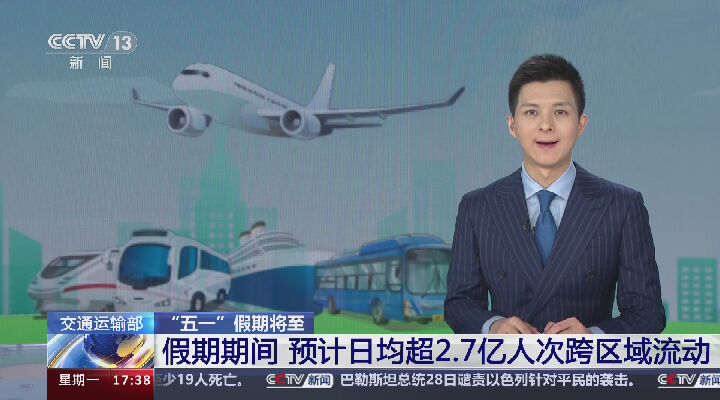 CCTV 13
新闻
交通运输部
“五一”假期将至
假期期间 预计日均超2.7亿人次跨区域流动
星期一 17:38
少19人死亡。 CCTV新闻 巴勒斯坦总统28日谴责以色列针对平民的袭击。 CCTV新闻